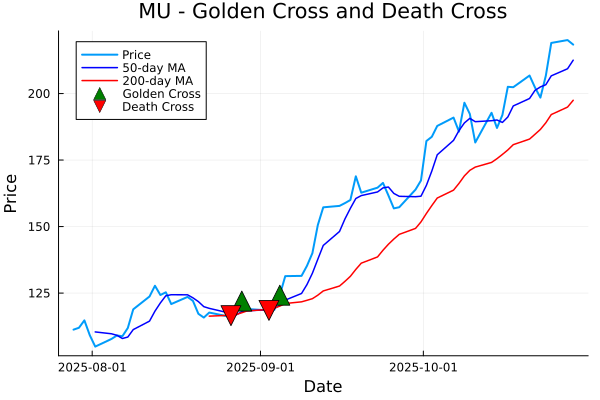 MU - Golden Cross and Death Cross
Price
50-day MA
200-day MA
Golden Cross
Death Cross
Price
200
175
150
125
2025-08-01
2025-09-01
2025-10-01
Date